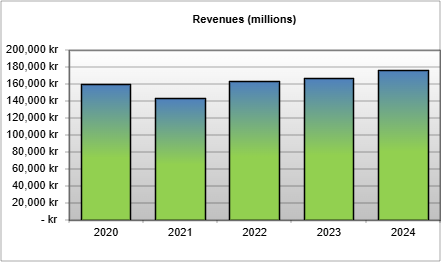 Revenues (millions)
200,000 kr
180,000 kr
160,000 kr
140,000 kr
120,000 kr
100,000 kr
80,000 kr
60,000 kr
40,000 kr
20,000 kr
- kr
2020 2021 2022 2023 2024